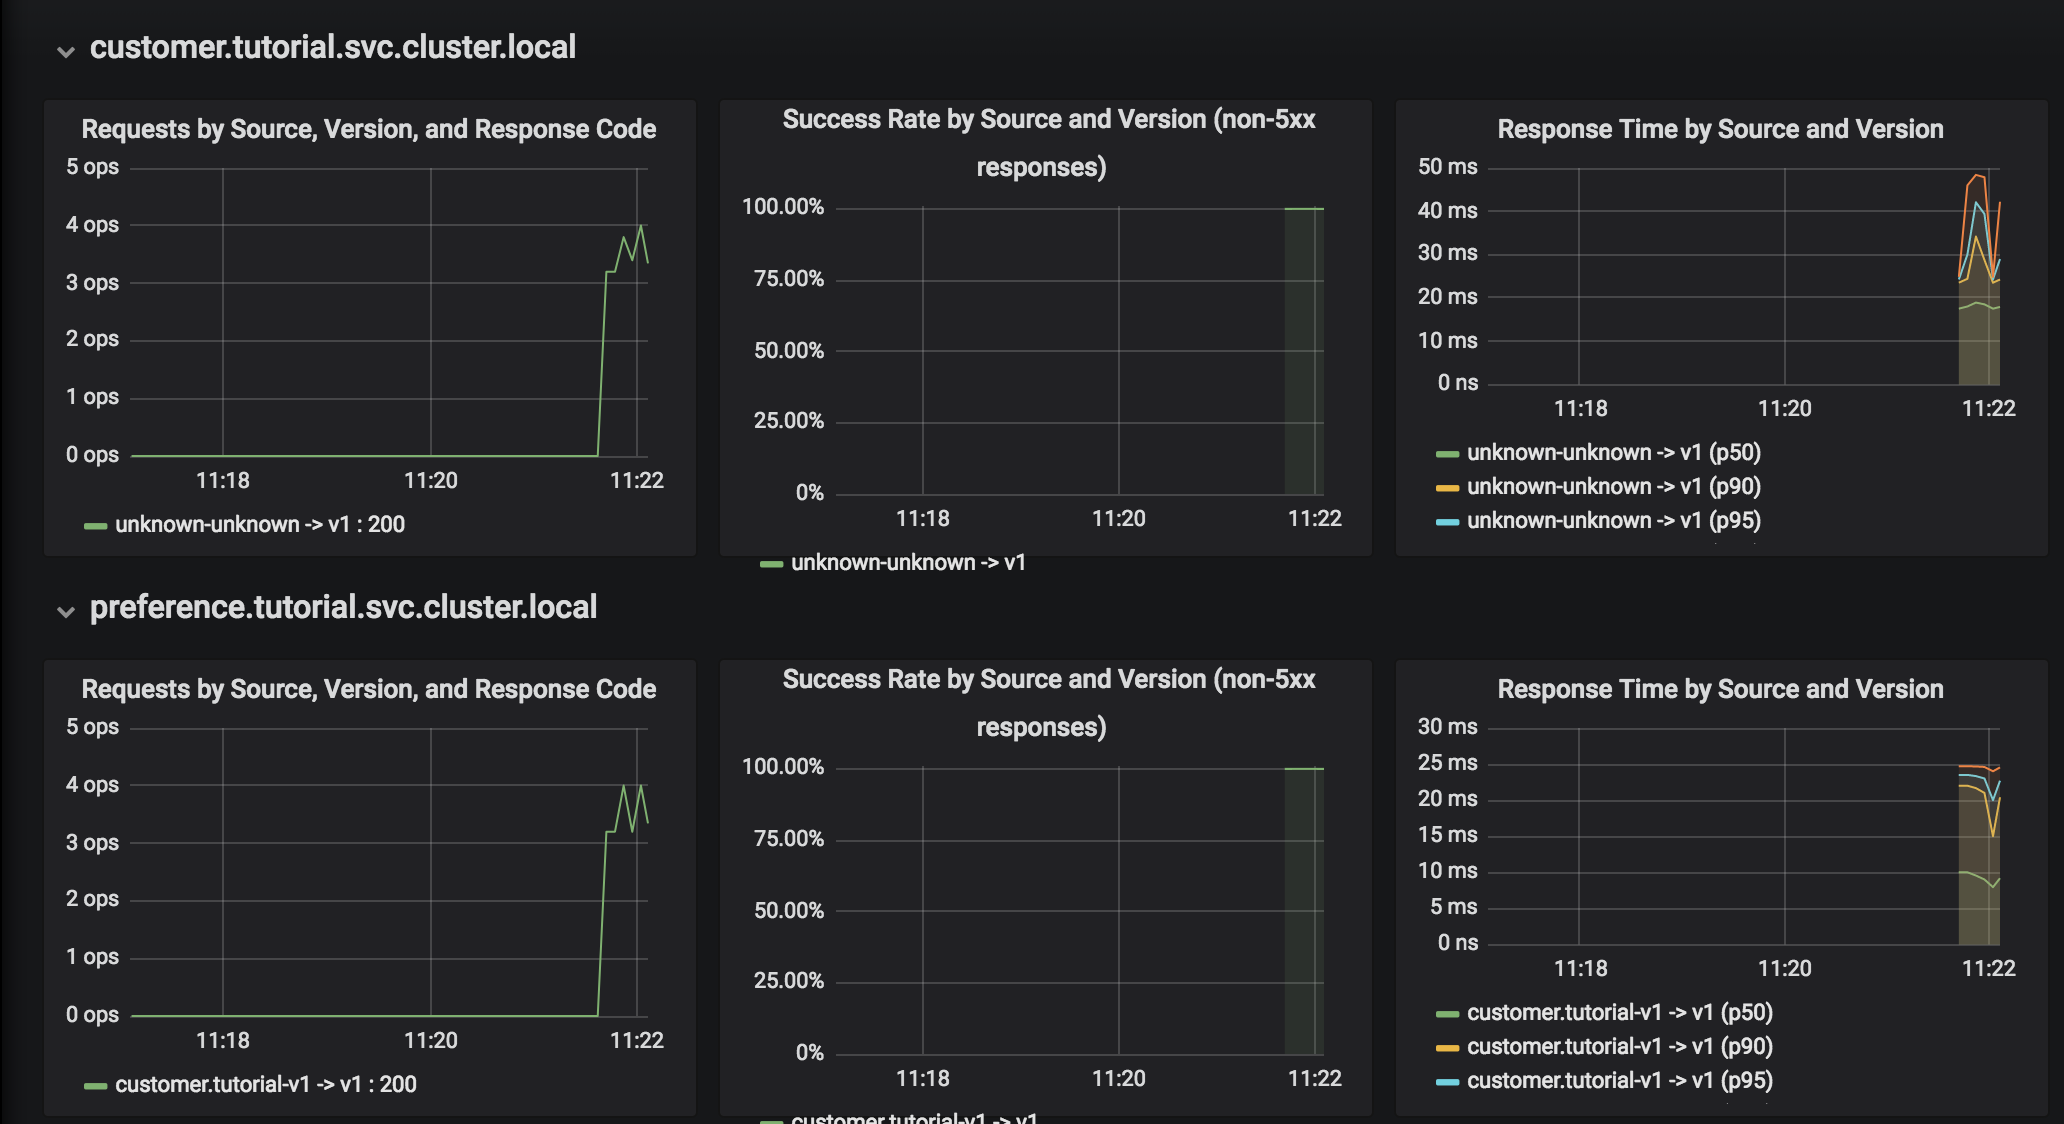 customer.tutorial.svc.cluster.local
Requests by Source, Version, and Response Code
5 ops
4 ops
3 ops
2 ops
1 ops
0 ops
11:18 11:20 11:22
unknown-unknown -> v1 : 200
Success Rate by Source and Version (non-5xx
responses)
100.00%
75.00%
50.00%
25.00%
0%
11:18 11:20 11:22
unknown-unknown -> v1
Response Time by Source and Version
50 ms
40 ms
30 ms
20 ms
10 ms
0 ns
11:18 11:20 11:22
unknown-unknown -> v1 (p50)
unknown-unknown -> v1 (p90)
unknown-unknown -> v1 (p95)
preference.tutorial.svc.cluster.local
Requests by Source, Version, and Response Code
5 ops
4 ops
3 ops
2 ops
1 ops
0 ops
11:18 11:20 11:22
customer.tutorial-v1 -> v1 : 200
Success Rate by Source and Version (non-5xx
responses)
100.00%
75.00%
50.00%
25.00%
0%
11:18 11:20 11:22
customer.tutorial-v1 -> v1
Response Time by Source and Version
30 ms
25 ms
20 ms
15 ms
10 ms
5 ms
0 ns
11:18 11:20 11:22
customer.tutorial-v1 -> v1 (p50)
customer.tutorial-v1 -> v1 (p90)
customer.tutorial-v1 -> v1 (p95)